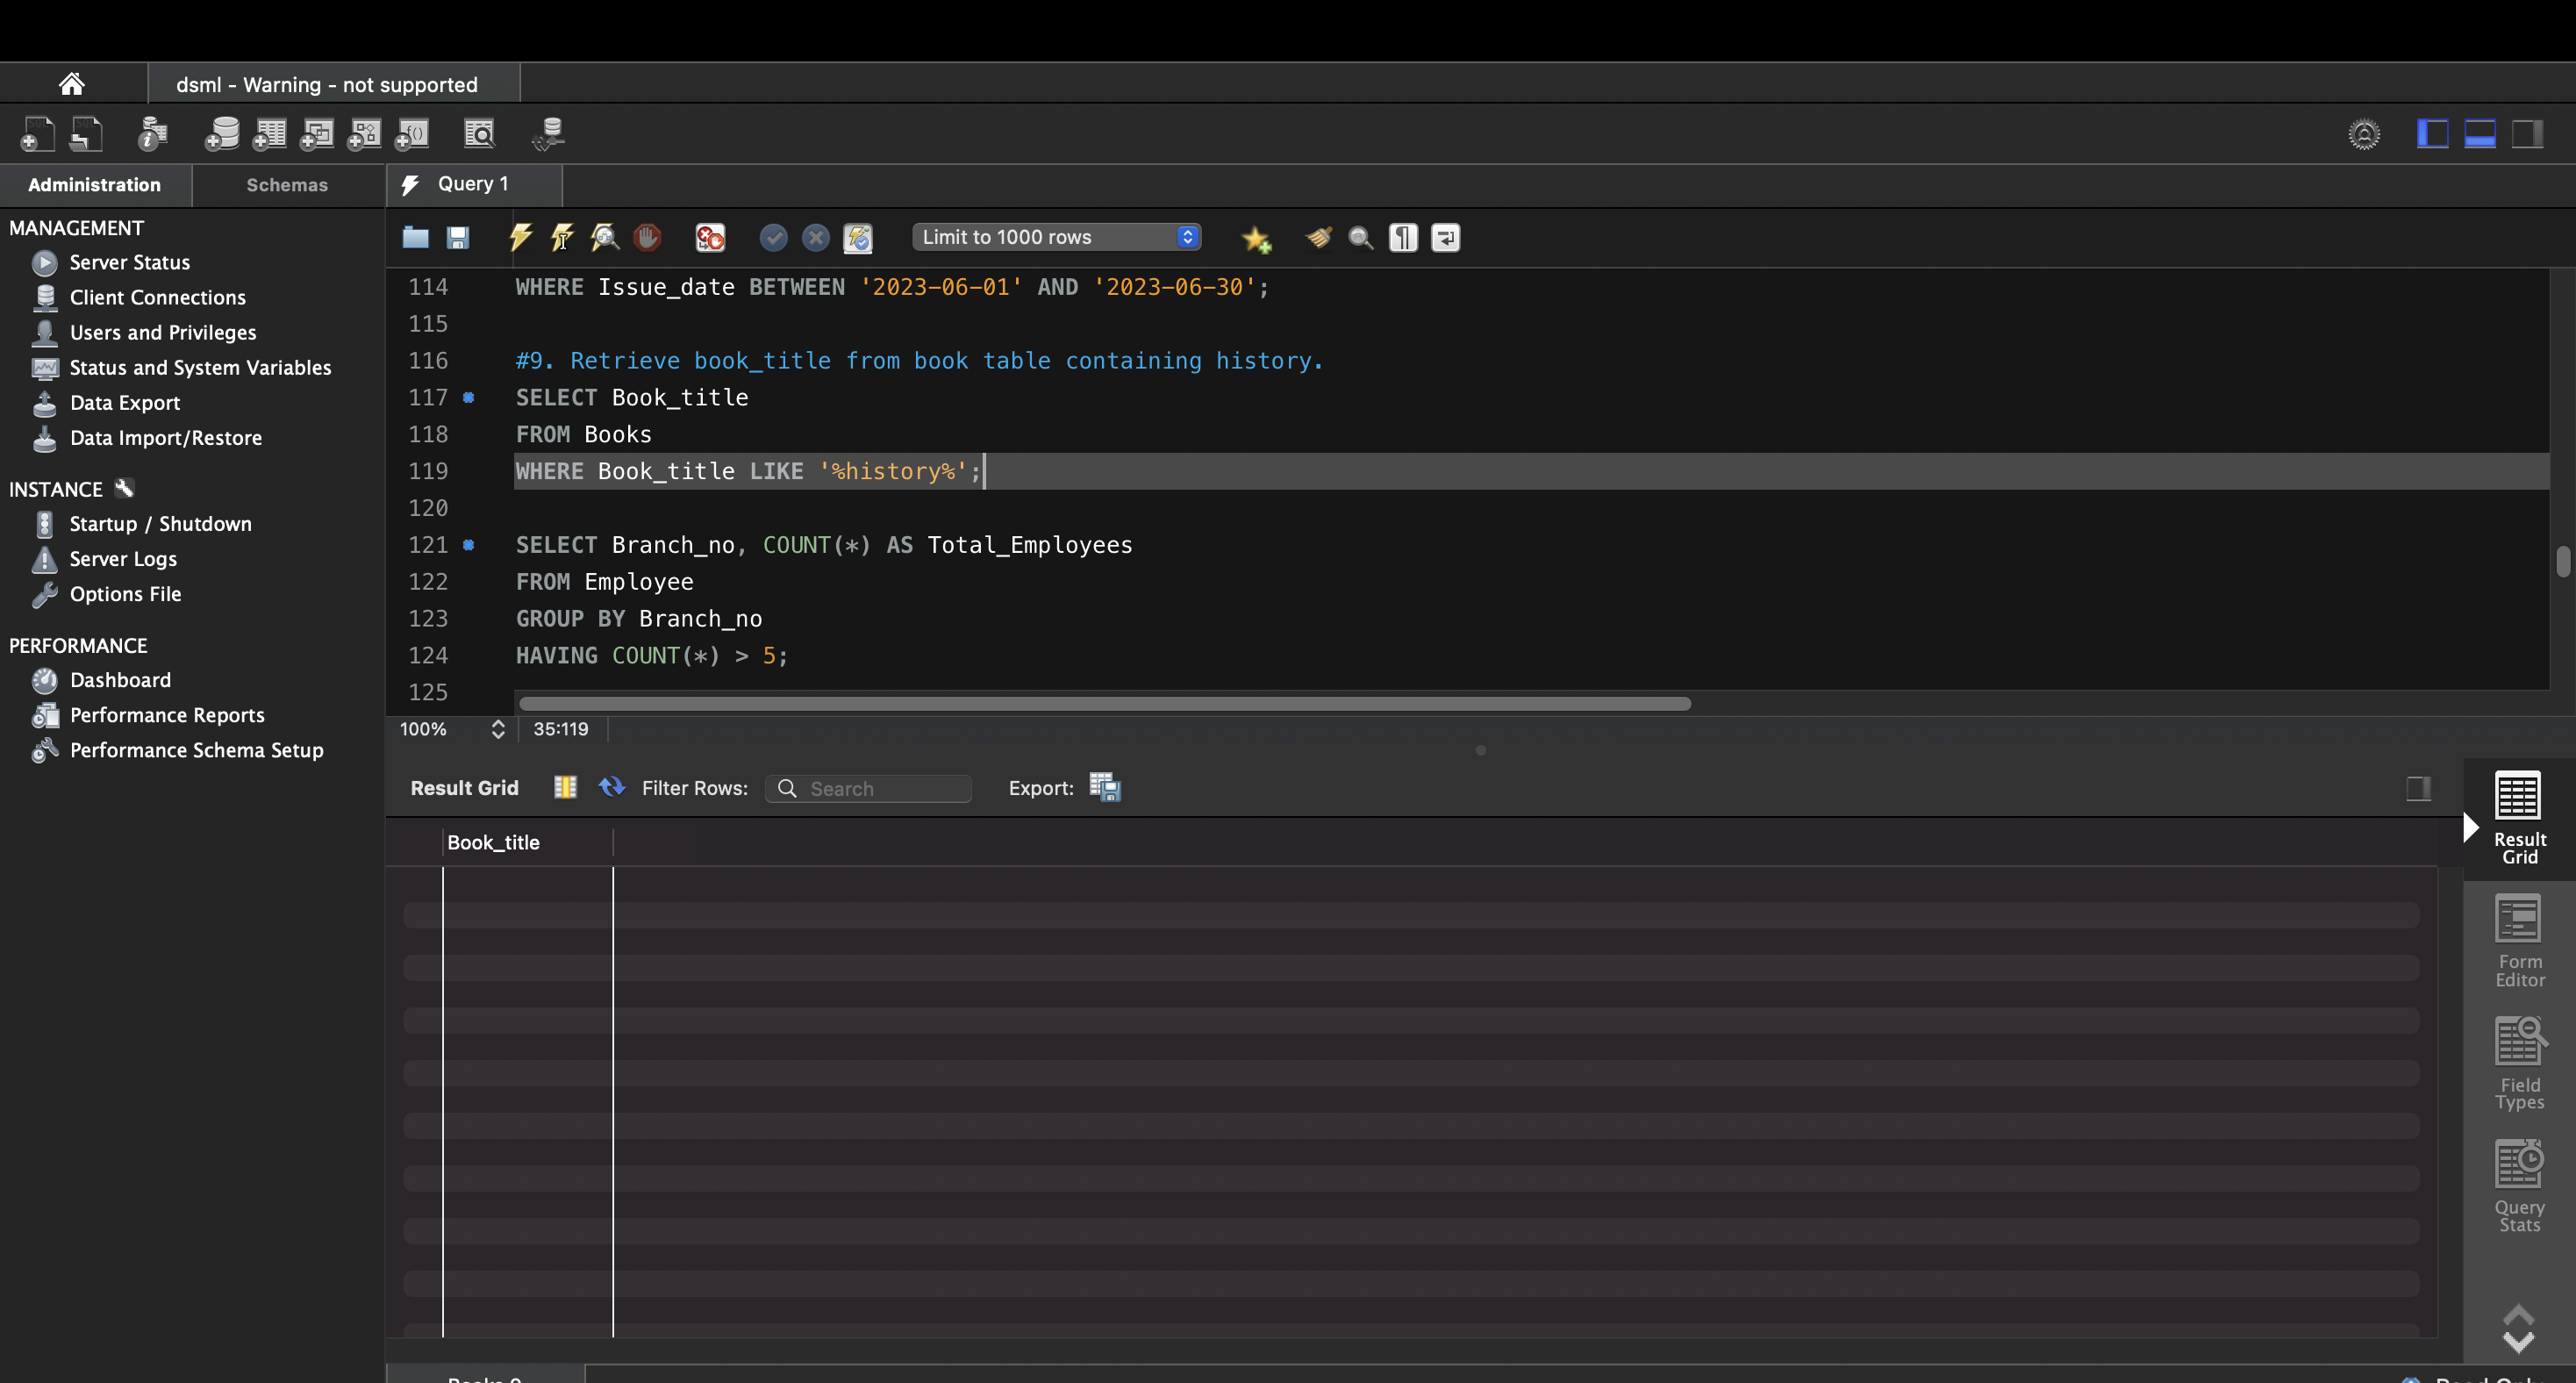 dsml - Warning - not supported
Administration
Schemas
Query 1
MANAGEMENT
Server Status
Client Connections
Users and Privileges
Status and System Variables
Data Export
Data Import/Restore
INSTANCE
Startup / Shutdown
Server Logs
Options File
PERFORMANCE
Dashboard
Performance Reports
Performance Schema Setup
Limit to 1000 rows
114 WHERE Issue_date BETWEEN '2023-06-01' AND '2023-06-30';
115
116 #9. Retrieve book_title from book table containing history.
117 SELECT Book_title
118 FROM Books
119 WHERE Book_title LIKE '%history%';
120
121 SELECT Branch_no, COUNT(*) AS Total_Employees
122 FROM Employee
123 GROUP BY Branch_no
124 HAVING COUNT(*) > 5;
125
100% 35:119
Result Grid Filter Rows: Search Export:
Book_title
Result
Grid
Form
Editor
Field
Types
Query
Stats